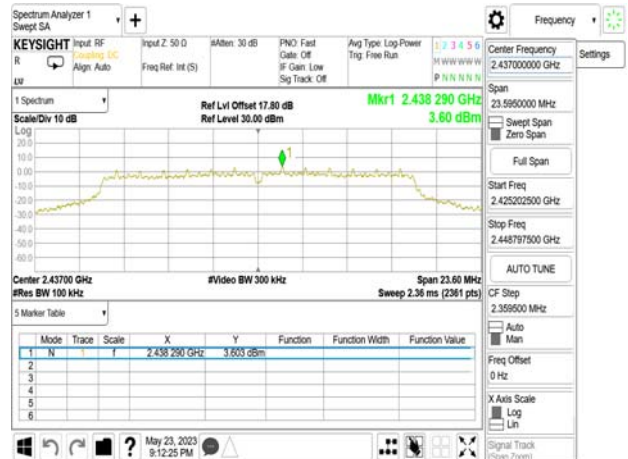 Spectrum Analyzer 1
Swept SA
+
Frequency
KEYSIGHT
Input: RF
Coupling: DC
Align: Auto
Input Z: 50 Ω
Freq Ref: Int (S)
#Atten: 30 dB
PNO: Fast
Gate: Off
IF Gain: Low
Sig Track: Off
Avg Type: Log-Power
Trig: Free Run
1 2 3 4 5 6
M W W W W W
P N N N N N
R
LXI
1 Spectrum
Scale/Div 10 dB
Log
Ref Lvl Offset 17.80 dB
Ref Level 30.00 dBm
Mkr1 2.438 290 GHz
3.60 dBm
20.0
10.0
0.00
-10.0
-20.0
-30.0
-40.0
-50.0
-60.0
1
Center 2.43700 GHz
#Res BW 100 kHz
#Video BW 300 kHz
Span 23.60 MHz
Sweep 2.36 ms (2361 pts)
5 Marker Table
Mode Trace Scale X Y Function Function Width Function Value
1 N 1 f 2.438 290 GHz 3.603 dBm
2
3
4
5
6
May 23, 2023
9:12:25 PM
?
Center Frequency
2.437000000 GHz
Settings
Span
23.5950000 MHz
Swept Span
Zero Span
Full Span
Start Freq
2.425202500 GHz
Stop Freq
2.448797500 GHz
AUTO TUNE
CF Step
2.359500 MHz
Auto
Man
Freq Offset
0 Hz
X Axis Scale
Log
Lin
Signal Track
(Span Zoom)